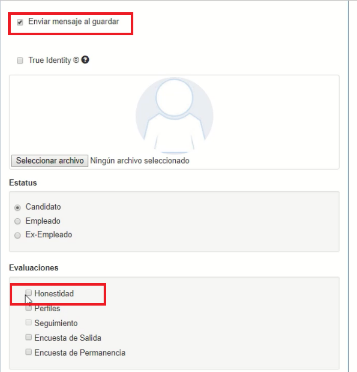 Enviar mensaje al guardar
True Identity ® ?
Seleccionar archivo Ningún archivo seleccionado
Estatus
Candidato
Empleado
Ex-Empleado
Evaluaciones
Honestidad
Perfiles
Seguimiento
Encuesta de Salida
Encuesta de Permanencia